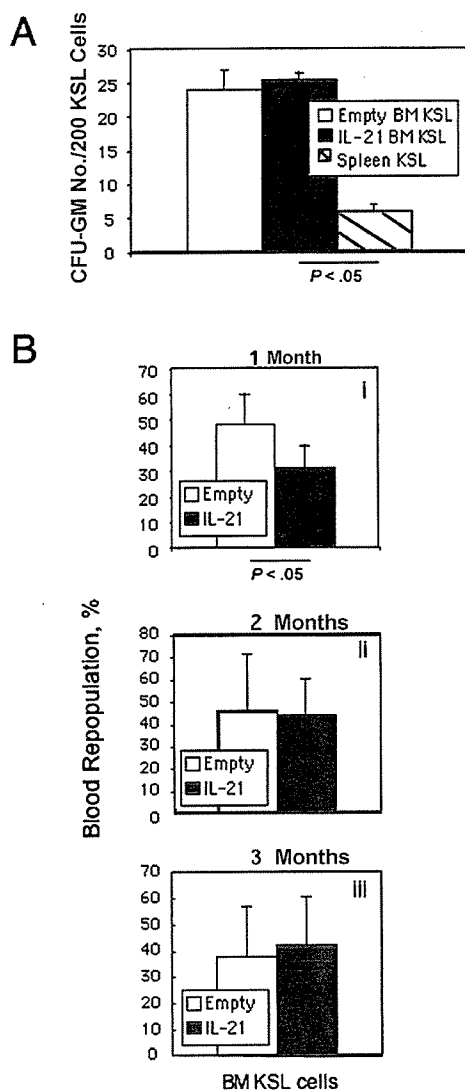 A
CFU-GM No./200 KSL Cells
30
25
20
15
10
5
0
Empty BM KSL
IL-21 BM KSL
Spleen KSL
P < .05
B
Blood Repopulation, %
1 Month
i
70
60
50
40
30
20
10
0
Empty
IL-21
P < .05
2 Months
ii
80
70
60
50
40
30
20
10
0
Empty
IL-21
3 Months
iii
70
60
50
40
30
20
10
0
Empty
IL-21
BM KSL cells